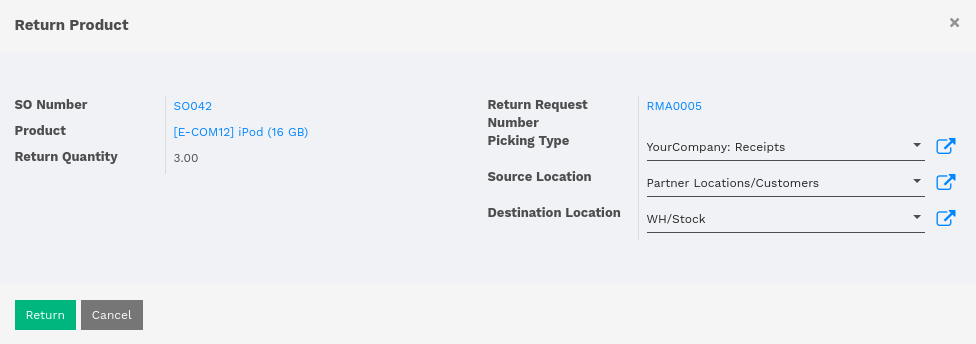 Return Product
×
SO Number SO042
Product [E-COM12] iPod (16 GB)
Return Quantity 3.00
Return Request
Number
RMA0005
Picking Type YourCompany: Receipts
Source Location Partner Locations/Customers
Destination Location WH/Stock
Return Cancel